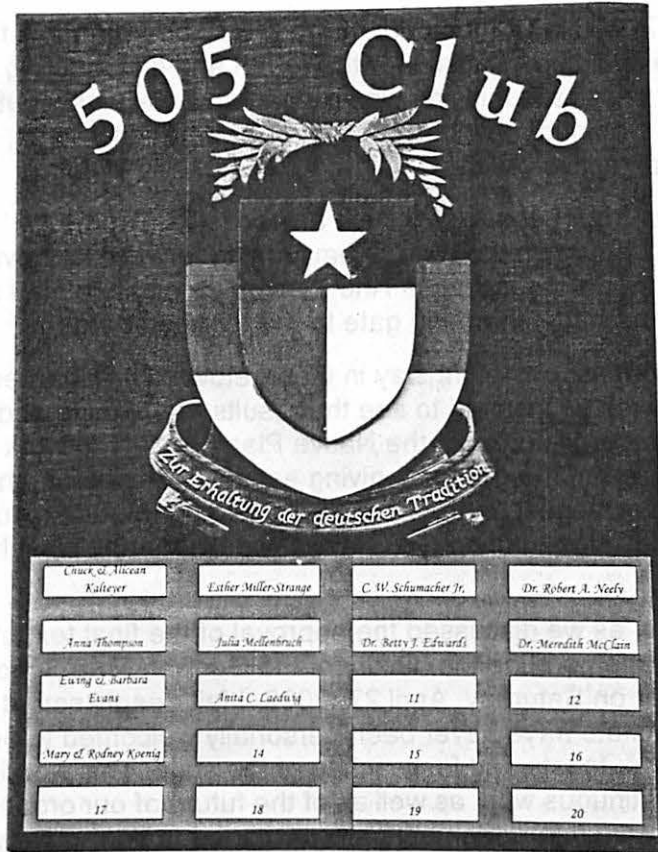 505 Club
Zur Erhaltung der deutschen Tradition
Chuck & Alicean
Kalteyer
Esther Miller-Strange
C. W. Schumacher Jr.
Dr. Robert A. Neely
Anna Thompson
Julia Mellenbruch
Dr. Betty J. Edwards
Dr. Meredith McClain
Ewing & Barbara
Evans
Anita C. Laedwig
11
12
Mary & Rodney Koenig
14
15
16
17
18
19
20